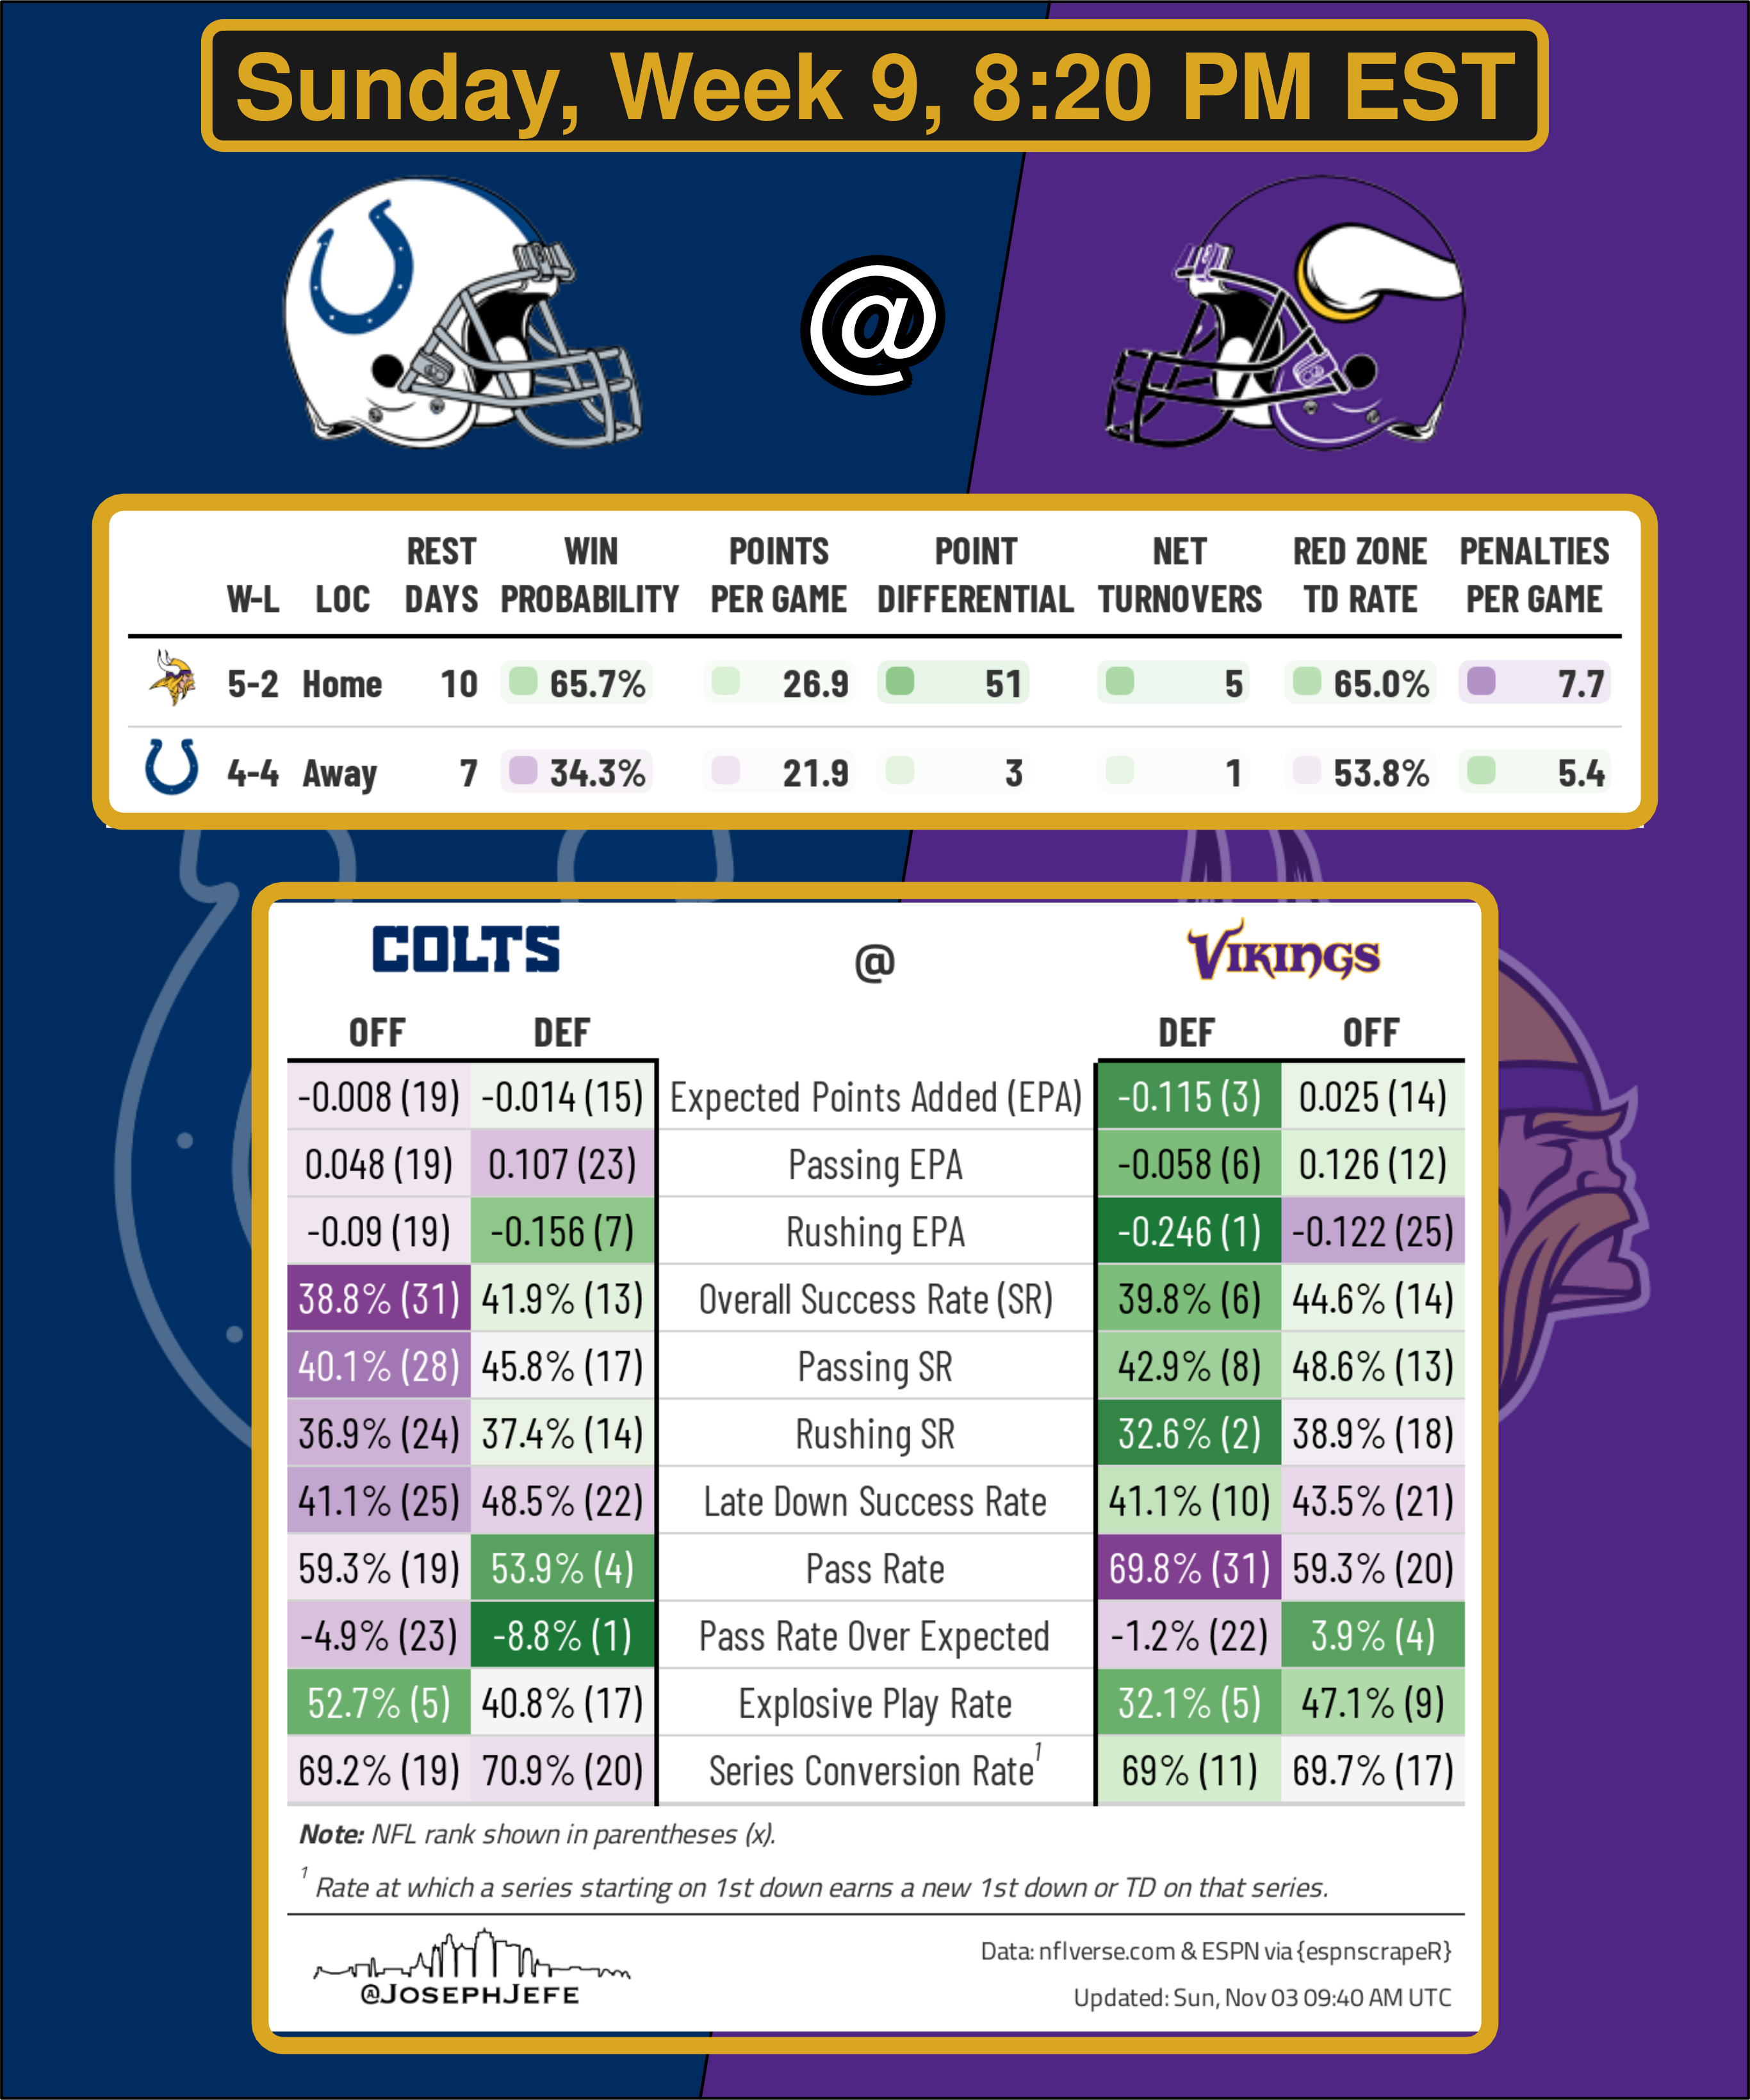 Sunday, Week 9, 8:20 PM EST
@
W-L LOC REST DAYS WIN PROBABILITY POINTS PER GAME POINT DIFFERENTIAL NET TURNOVERS RED ZONE TD RATE PENALTIES PER GAME
5-2 Home 10 65.7% 26.9 51 5 65.0% 7.7
4-4 Away 7 34.3% 21.9 3 1 53.8% 5.4
COLTS @ VIKINGS
OFF DEF DEF OFF
-0.008 (19) -0.014 (15) Expected Points Added (EPA) -0.115 (3) 0.025 (14)
0.048 (19) 0.107 (23) Passing EPA -0.058 (6) 0.126 (12)
-0.09 (19) -0.156 (7) Rushing EPA -0.246 (1) -0.122 (25)
38.8% (31) 41.9% (13) Overall Success Rate (SR) 39.8% (6) 44.6% (14)
40.1% (28) 45.8% (17) Passing SR 42.9% (8) 48.6% (13)
36.9% (24) 37.4% (14) Rushing SR 32.6% (2) 38.9% (18)
41.1% (25) 48.5% (22) Late Down Success Rate 41.1% (10) 43.5% (21)
59.3% (19) 53.9% (4) Pass Rate 69.8% (31) 59.3% (20)
-4.9% (23) -8.8% (1) Pass Rate Over Expected -1.2% (22) 3.9% (4)
52.7% (5) 40.8% (17) Explosive Play Rate 32.1% (5) 47.1% (9)
69.2% (19) 70.9% (20) Series Conversion Rate¹ 69% (11) 69.7% (17)
Note: NFL rank shown in parentheses (x).
¹ Rate at which a series starting on 1st down earns a new 1st down or TD on that series.
@JOSEPHJEFE
Data: nflverse.com & ESPN via {espnscrapeR}
Updated: Sun, Nov 03 09:40 AM UTC